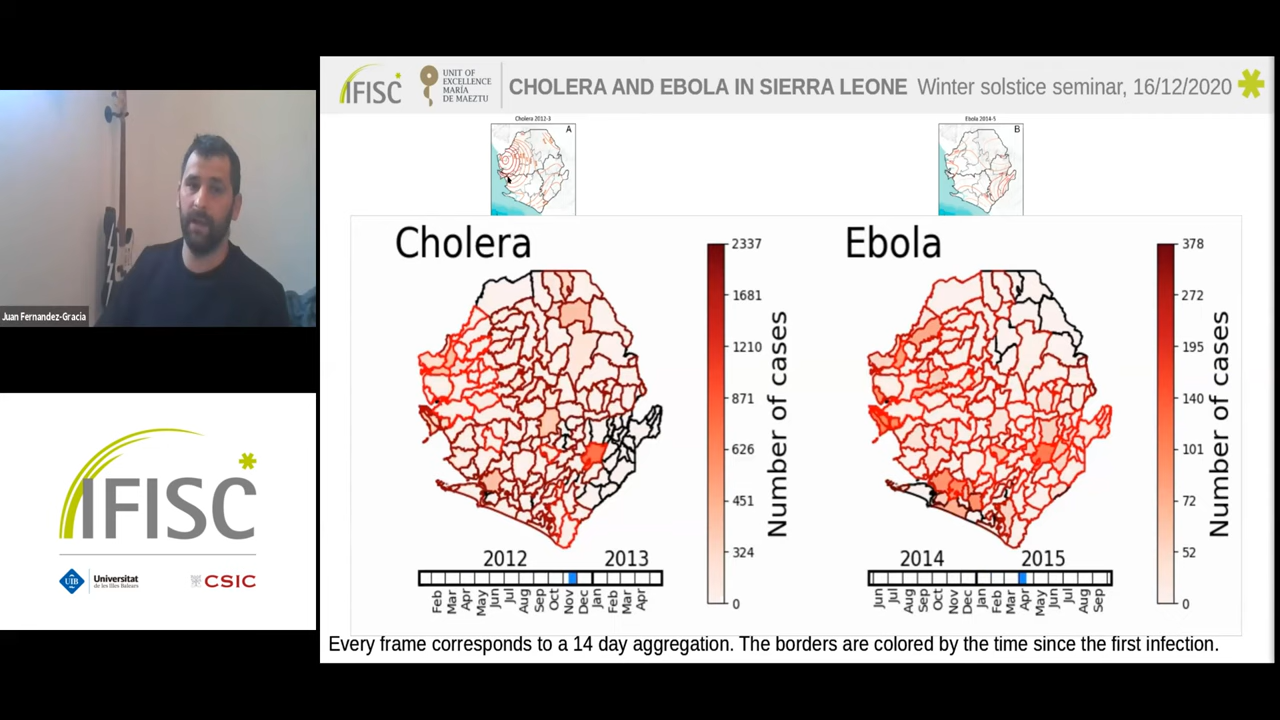 IFISC
UNIT OF
EXCELLENCE
MARÍA
DE MAEZTU
CHOLERA AND EBOLA IN SIERRA LEONE Winter solstice seminar, 16/12/2020
Cholera 2012-3
A
Ebola 2014-5
B
Juan Fernandez-Gracia
Cholera
2337
1681
1210
871
626
451
324
0
Number of cases
2012 2013
Feb Mar Apr May Jun Jul Aug Sep Oct Nov Dec Jan Feb Mar Apr
Ebola
378
272
195
140
101
72
52
0
Number of cases
2014 2015
Jun Jul Aug Sep Oct Nov Dec Jan Feb Mar Apr May Jun Jul Aug Sep
Every frame corresponds to a 14 day aggregation. The borders are colored by the time since the first infection.
IFISC
UIB Universitat
de les Illes Balears
CSIC